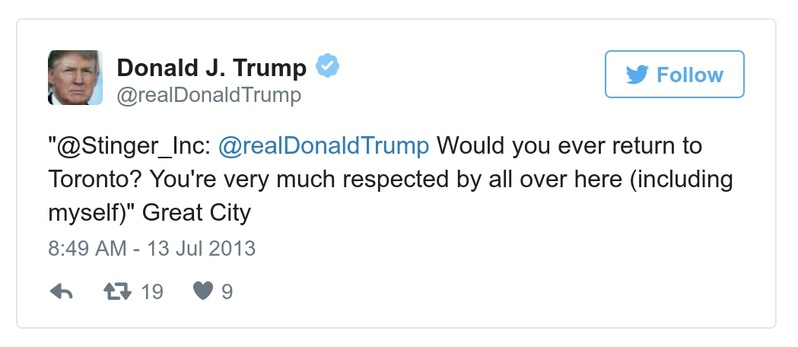 Donald J. Trump
@realDonaldTrump
Follow
"@Stinger_Inc: @realDonaldTrump Would you ever return to
Toronto? You're very much respected by all over here (including
myself)" Great City
8:49 AM - 13 Jul 2013
19 9